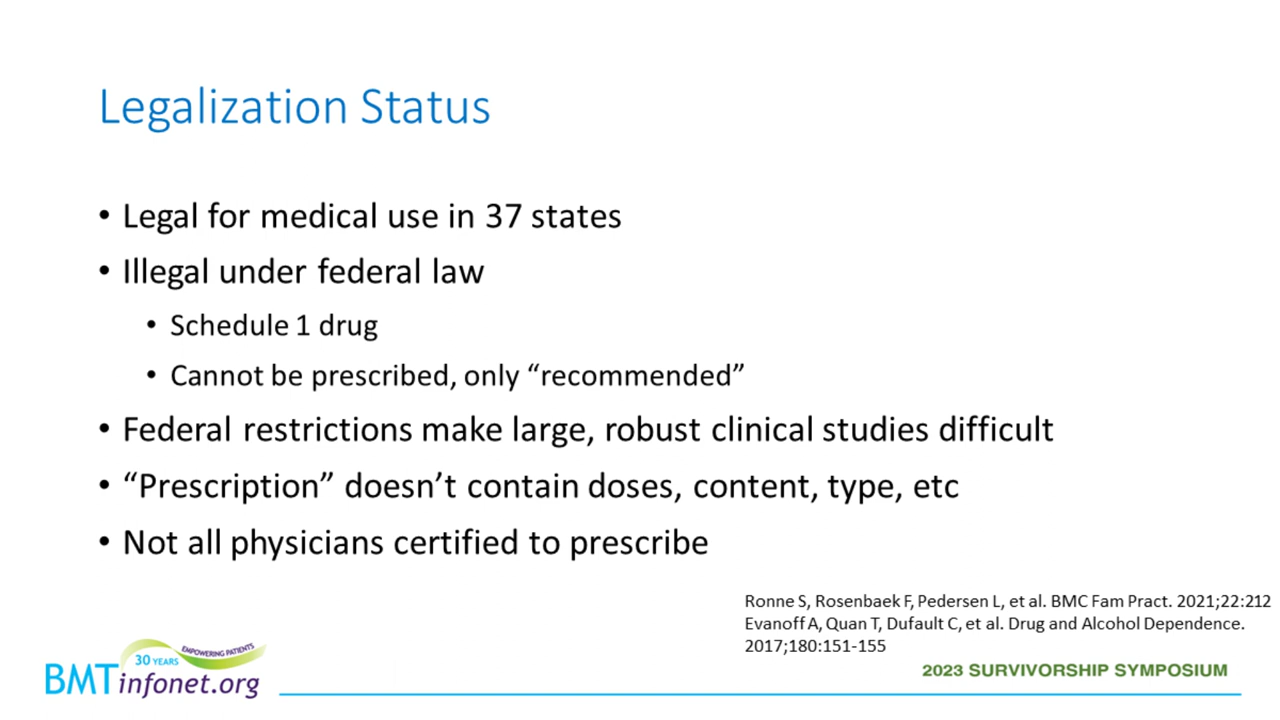 Legalization Status
• Legal for medical use in 37 states
• Illegal under federal law
• Schedule 1 drug
• Cannot be prescribed, only “recommended”
• Federal restrictions make large, robust clinical studies difficult
• “Prescription” doesn’t contain doses, content, type, etc
• Not all physicians certified to prescribe
Ronne S, Rosenbaek F, Pedersen L, et al. BMC Fam Pract. 2021;22:212
Evanoff A, Quan T, Dufault C, et al. Drug and Alcohol Dependence.
2017;180:151-155
30 YEARS EMPOWERING PATIENTS
BMTinfonet.org
2023 SURVIVORSHIP SYMPOSIUM